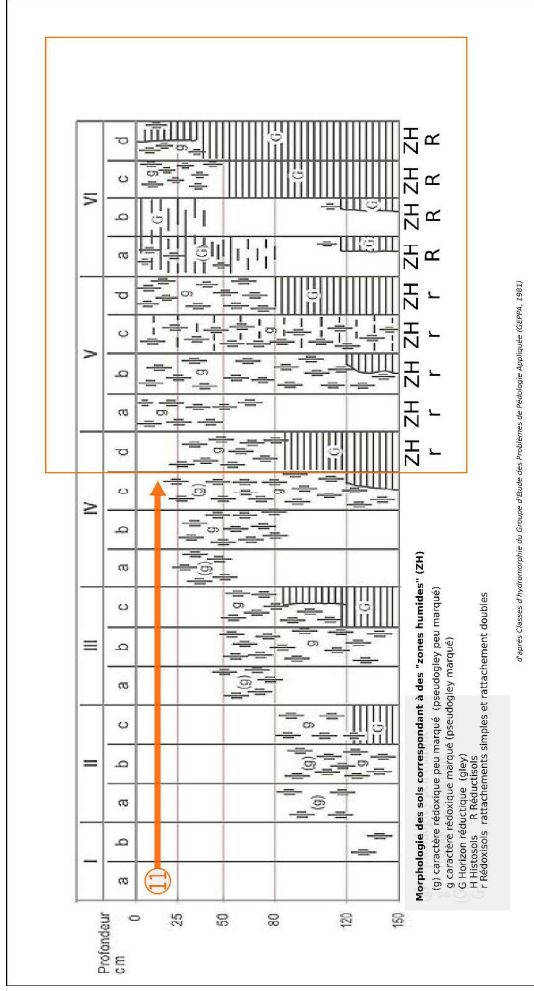 I II III IV V VI
a b a b c a b c a b c d a b c d a b c d
Profondeur
cm
0
⑪ g G g
25
(g) g (g) g g g (G) g
50
(g) g g g G
80
(g) (g) g g G G G
120
g G G G G
150
ZH ZH ZH ZH ZH ZH ZH ZH ZH
r r r r r R R R R
Morphologie des sols correspondant à des "zones humides" (ZH)
(g) caractère rédoxique peu marqué (pseudogley peu marqué)
g caractère rédoxique marqué (pseudogley marqué)
G Horizon réductique (gley)
H Histosols R Réductisols
r Rédoxisols rattachements simples et rattachement doubles
d'après Classes d'hydromorphie du Groupe d'Etude des Problèmes de Pédologie Appliquée (GEPPA, 1981)